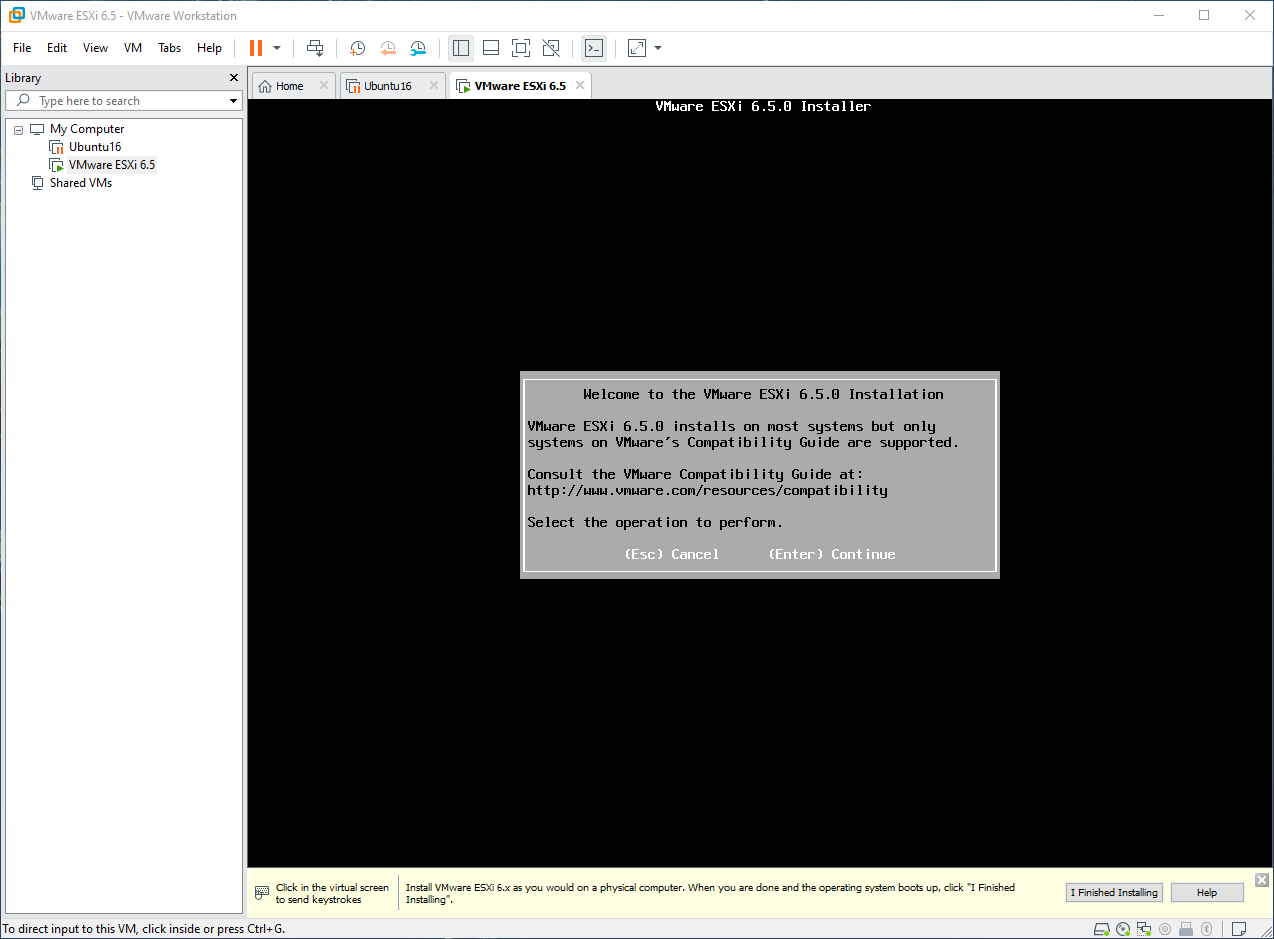 VMware ESXi 6.5 - VMware Workstation
File Edit View VM Tabs Help
Library
Home
Ubuntu16
VMware ESXi 6.5
Type here to search
My Computer
Ubuntu16
VMware ESXi 6.5
Shared VMs
VMware ESXi 6.5.0 Installer
Welcome to the VMware ESXi 6.5.0 Installation
VMware ESXi 6.5.0 installs on most systems but only
systems on VMware's Compatibility Guide are supported.
Consult the VMware Compatibility Guide at:
http://www.vmware.com/resources/compatibility
Select the operation to perform.
(Esc) Cancel (Enter) Continue
Click in the virtual screen
to send keystrokes
Install VMware ESXi 6.x as you would on a physical computer. When you are done and the operating system boots up, click "I Finished
Installing".
I Finished Installing
Help
To direct input to this VM, click inside or press Ctrl+G.